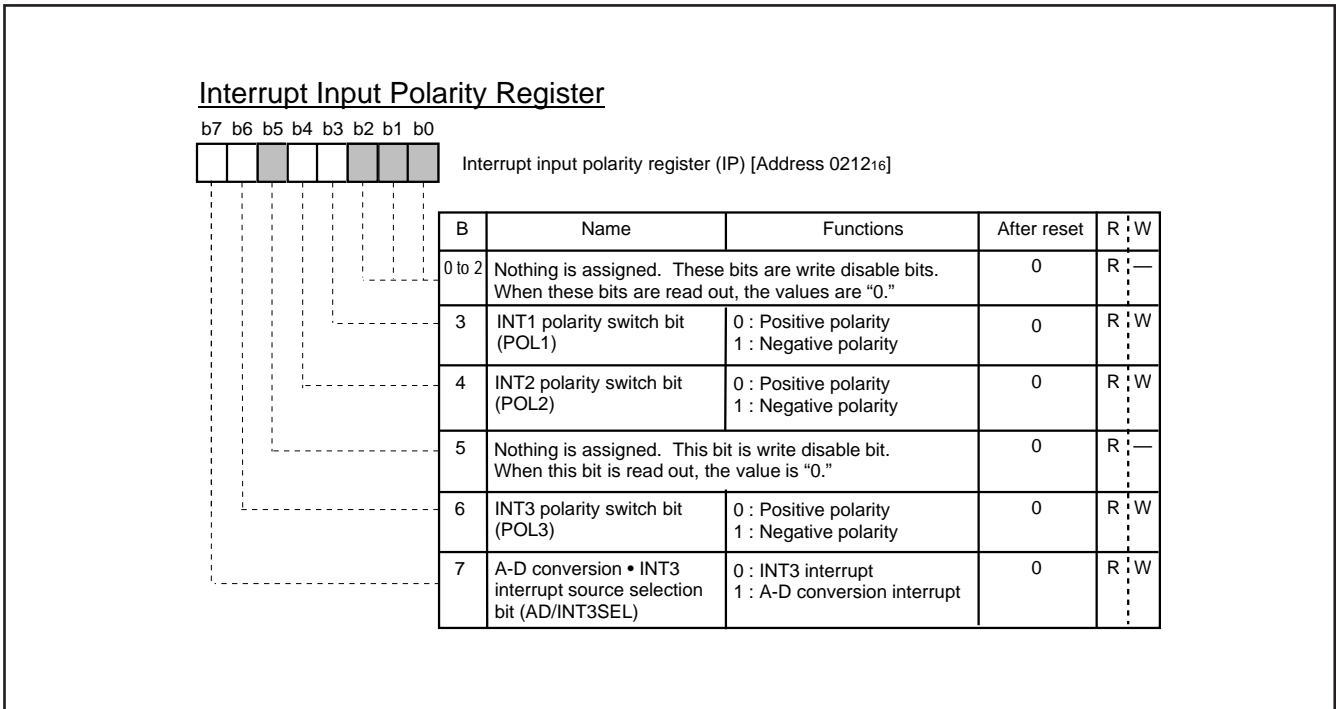 Interrupt Input Polarity Register
b7 b6 b5 b4 b3 b2 b1 b0
Interrupt input polarity register (IP) [Address 021216]
B Name Functions After reset R W
0 to 2 Nothing is assigned. These bits are write disable bits. 0 R —
When these bits are read out, the values are “0.”
3 INT1 polarity switch bit 0 : Positive polarity 0 R W
(POL1) 1 : Negative polarity
4 INT2 polarity switch bit 0 : Positive polarity 0 R W
(POL2) 1 : Negative polarity
5 Nothing is assigned. This bit is write disable bit. 0 R —
When this bit is read out, the value is “0.”
6 INT3 polarity switch bit 0 : Positive polarity 0 R W
(POL3) 1 : Negative polarity
7 A-D conversion • INT3 0 : INT3 interrupt 0 R W
interrupt source selection 1 : A-D conversion interrupt
bit (AD/INT3SEL)